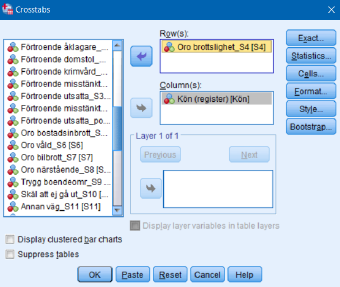 Crosstabs
Förtroende åklagare_...
Förtroende domstol_...
Förtroende krimvård_...
Förtroende misstänkt...
Förtroende utsatta_S3...
Förtroende misstänkt...
Förtroende utsatta_po...
Oro bostadsinbrott_S...
Oro våld_S6 [S6]
Oro bilbrott_S7 [S7]
Oro närstående_S8 [S...
Trygg boendeomr_S9 ...
Skäl att ej gå ut_S10 [...
Annan väg_S11 [S11]
Row(s):
Oro brottslighet_S4 [S4]
Column(s):
Kön (register) [Kön]
Layer 1 of 1
Previous
Next
Display layer variables in table layers
Exact...
Statistics...
Cells...
Format...
Style...
Bootstrap...
Display clustered bar charts
Suppress tables
OK
Paste
Reset
Cancel
Help